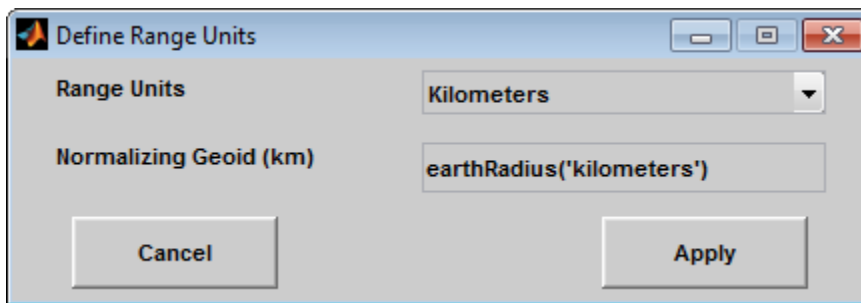 Define Range Units
Range Units
Kilometers
Normalizing Geoid (km)
earthRadius('kilometers')
Cancel
Apply